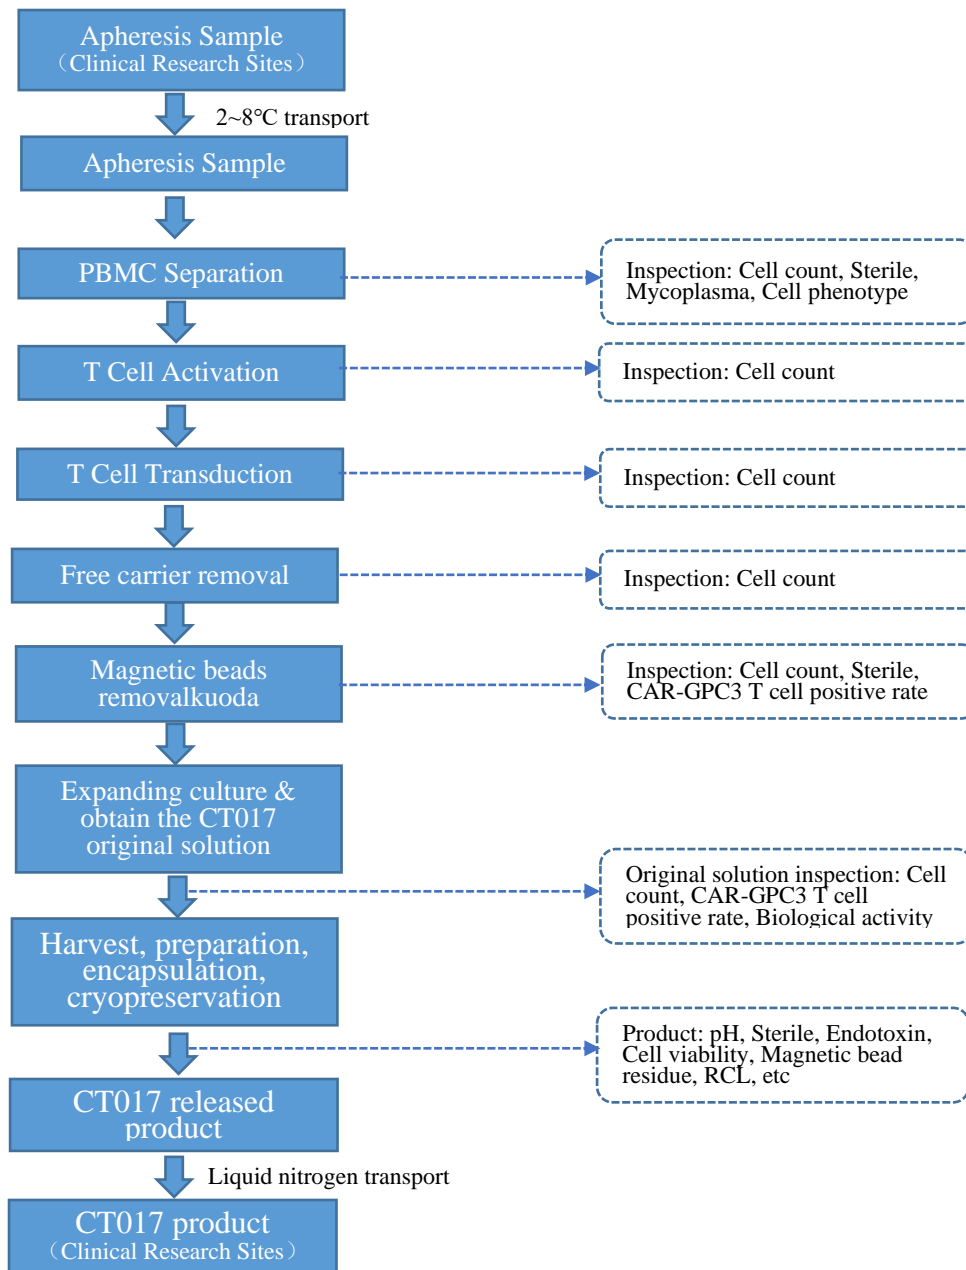 Apheresis Sample
（Clinical Research Sites）
2~8℃ transport
Apheresis Sample
PBMC Separation
Inspection: Cell count, Sterile,
Mycoplasma, Cell phenotype
T Cell Activation
Inspection: Cell count
T Cell Transduction
Inspection: Cell count
Free carrier removal
Inspection: Cell count
Magnetic beads
removalkuoda
Inspection: Cell count, Sterile,
CAR-GPC3 T cell positive rate
Expanding culture &
obtain the CT017
original solution
Original solution inspection: Cell
count, CAR-GPC3 T cell
positive rate, Biological activity
Harvest, preparation,
encapsulation,
cryopreservation
Product: pH, Sterile, Endotoxin,
Cell viability, Magnetic bead
residue, RCL, etc
CT017 released
product
Liquid nitrogen transport
CT017 product
（Clinical Research Sites）